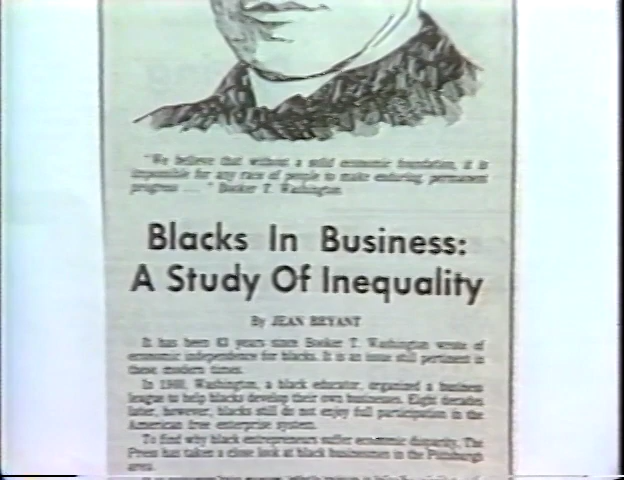 "We believe that without a solid economic foundation, it is
impossible for any race of people to make enduring, permanent
progress ... " Booker T. Washington.
Blacks In Business:
A Study Of Inequality
By JEAN BRYANT
It has been 83 years since Booker T. Washington wrote of
economic independence for blacks. It is an issue still pertinent in
these modern times.
In 1900, Washington, a black educator, organized a business
league to help blacks develop their own businesses. Eight decades
later, however, blacks still do not enjoy full participation in the
American free enterprise system.
To find why black entrepreneurs suffer economic disparity, The
Press has taken a close look at black businesses in the Pittsburgh
area.